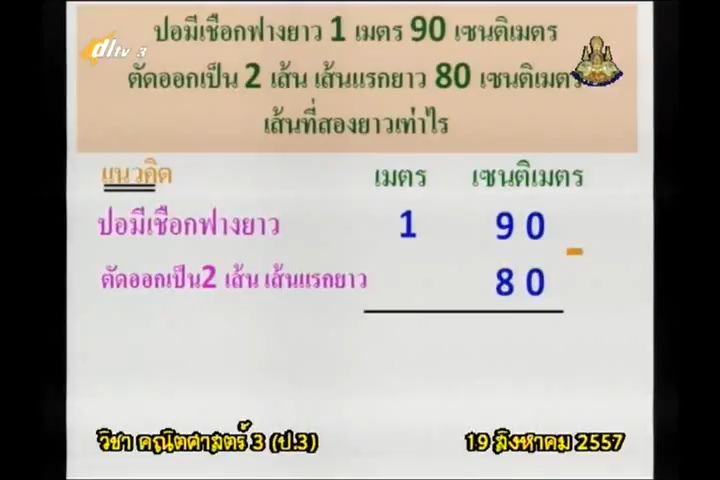 dltv 3
ปอมีเชือกฟางยาว 1 เมตร 90 เซนติเมตร
ตัดออกเป็น 2 เส้น เส้นแรกยาว 80 เซนติเมตร
เส้นที่สองยาวเท่าไร
แนวคิด เมตร เซนติเมตร
ปอมีเชือกฟางยาว 1 90
-
ตัดออกเป็น2 เส้น เส้นแรกยาว 80
วิชา คณิตศาสตร์ 3 (ป.3) 19 สิงหาคม 2557